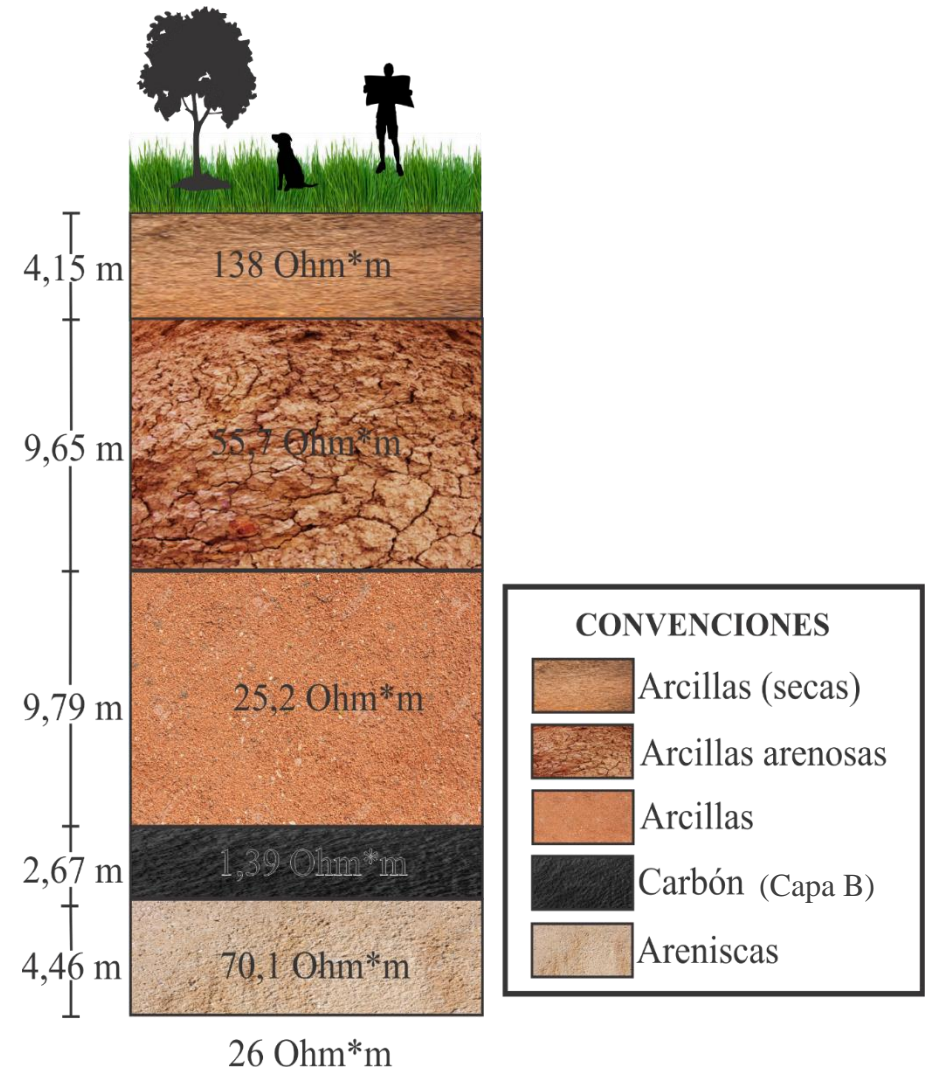 4,15 m
138 Ohm*m
9,65 m
55,7 Ohm*m
9,79 m
25,2 Ohm*m
2,67 m
1,39 Ohm*m
4,46 m
70,1 Ohm*m
26 Ohm*m
CONVENCIONES
Arcillas (secas)
Arcillas arenosas
Arcillas
Carbón (Capa B)
Areniscas